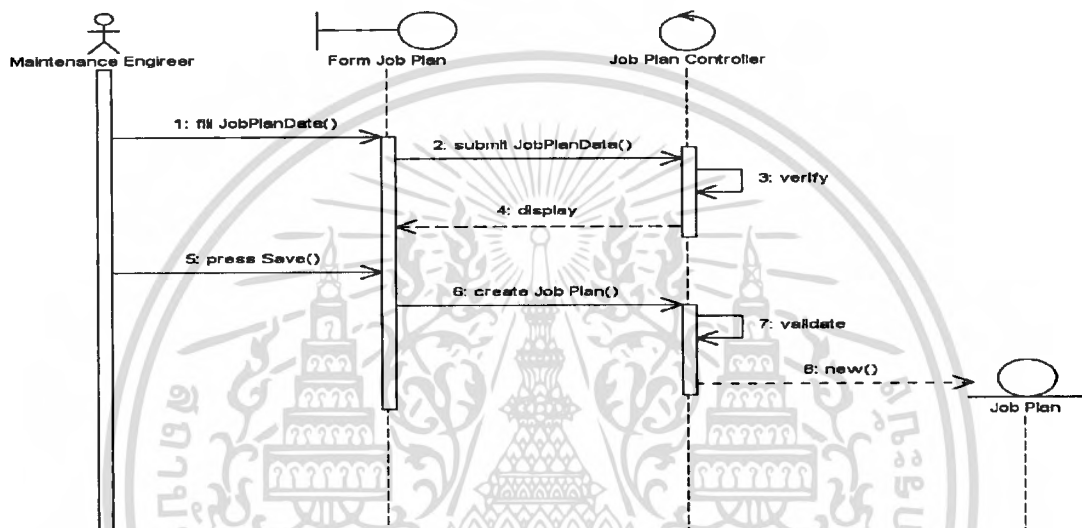 Maintenance Engineer
Form Job Plan
Job Plan Controller
1: fill JobPlanData()
2: submit JobPlanData()
3: verify
4: display
5: press Save()
6: create Job Plan()
7: validate
8: new()
Job Plan